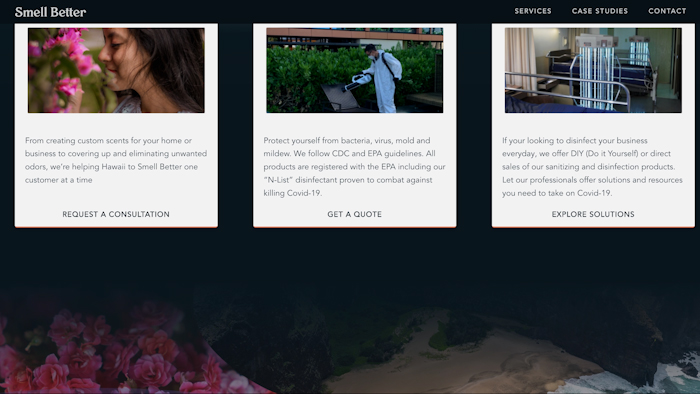 Smell Better
SERVICES
CASE STUDIES
CONTACT
From creating custom scents for your home or
business to covering up and eliminating unwanted
odors, we're helping Hawaii to Smell Better one
customer at a time
REQUEST A CONSULTATION
Protect yourself from bacteria, virus, mold and
mildew. We follow CDC and EPA guidelines. All
products are registered with the EPA including our
"N-List" disinfectant proven to combat against
killing Covid-19.
GET A QUOTE
If your looking to disinfect your business
everyday, we offer DIY (Do it Yourself) or direct
sales of our sanitizing and disinfection products.
Let our professionals offer solutions and resources
you need to take on Covid-19.
EXPLORE SOLUTIONS